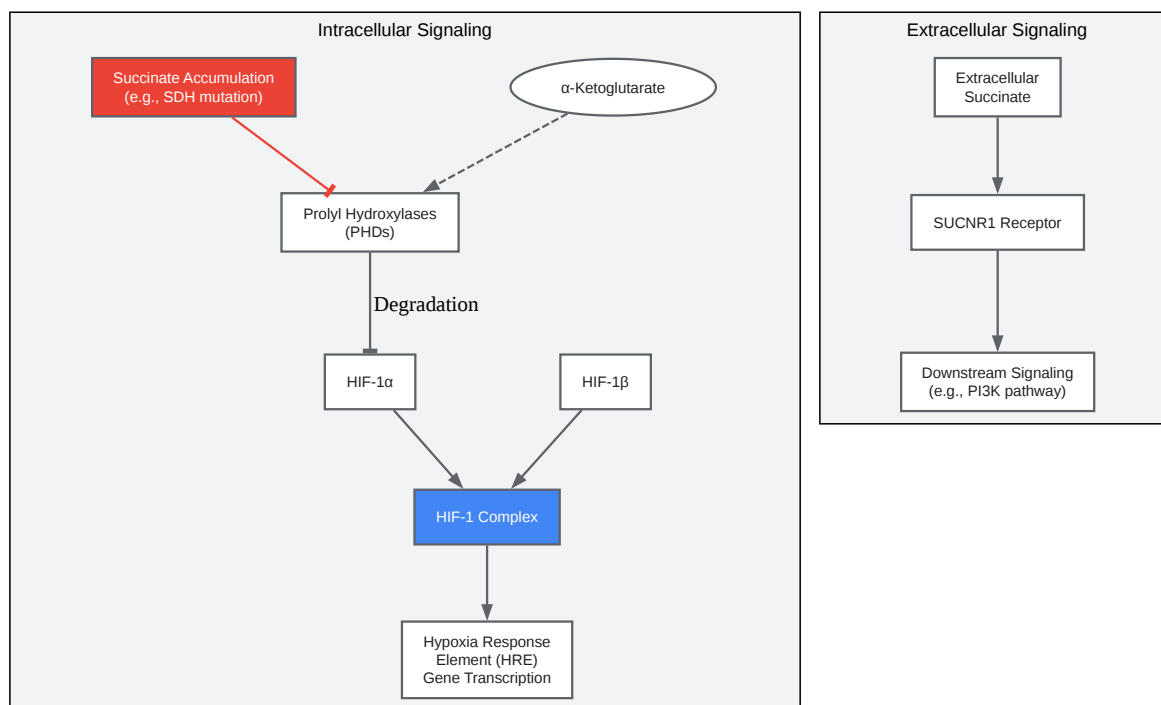 Intracellular Signaling
Succinate Accumulation
(e.g., SDH mutation)
α-Ketoglutarate
Prolyl Hydroxylases
(PHDs)
Degradation
HIF-1α
HIF-1β
HIF-1 Complex
Hypoxia Response
Element (HRE)
Gene Transcription
Extracellular Signaling
Extracellular
Succinate
SUCNR1 Receptor
Downstream Signaling
(e.g., PI3K pathway)